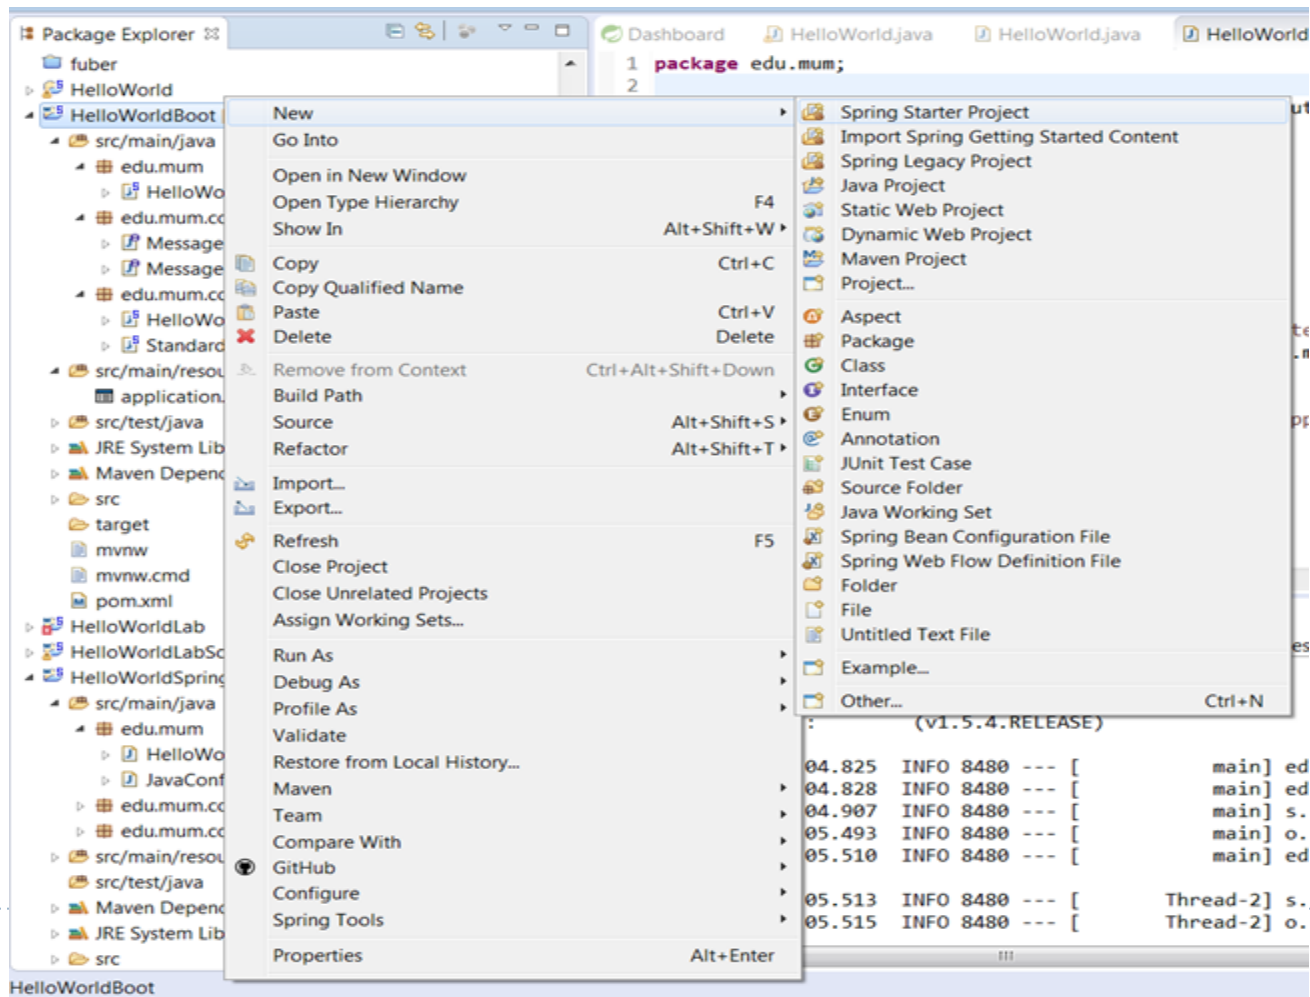 Package Explorer
fuber
HelloWorld
HelloWorldBoot
src/main/java
edu.mum
HelloWo
edu.mum.cc
Message
Message
edu.mum.cc
HelloWo
Standard
src/main/resou
application.
src/test/java
JRE System Lib
Maven Depend
src
target
mvnw
mvnw.cmd
pom.xml
HelloWorldLab
HelloWorldLabSc
HelloWorldSpring
src/main/java
edu.mum
HelloWo
JavaConf
edu.mum.cc
edu.mum.cc
src/main/resou
src/test/java
Maven Depend
JRE System Lib
src
HelloWorldBoot
Dashboard HelloWorld.java HelloWorld.java HelloWorld
1 package edu.mum;
2
New
Go Into
Open in New Window
Open Type Hierarchy F4
Show In Alt+Shift+W
Copy Ctrl+C
Copy Qualified Name
Paste Ctrl+V
Delete Delete
Remove from Context Ctrl+Alt+Shift+Down
Build Path
Source Alt+Shift+S
Refactor Alt+Shift+T
Import...
Export...
Refresh F5
Close Project
Close Unrelated Projects
Assign Working Sets...
Run As
Debug As
Profile As
Validate
Restore from Local History...
Maven
Team
Compare With
GitHub
Configure
Spring Tools
Properties Alt+Enter
Spring Starter Project
Import Spring Getting Started Content
Spring Legacy Project
Java Project
Static Web Project
Dynamic Web Project
Maven Project
Project...
Aspect
Package
Class
Interface
Enum
Annotation
JUnit Test Case
Source Folder
Java Working Set
Spring Bean Configuration File
Spring Web Flow Definition File
Folder
File
Untitled Text File
Example...
Other... Ctrl+N
: (v1.5.4.RELEASE)
04.825 INFO 8480 --- [ main] ed
04.828 INFO 8480 --- [ main] ed
04.907 INFO 8480 --- [ main] s.
05.493 INFO 8480 --- [ main] o.
05.510 INFO 8480 --- [ main] ed
05.513 INFO 8480 --- [ Thread-2] s.
05.515 INFO 8480 --- [ Thread-2] o.